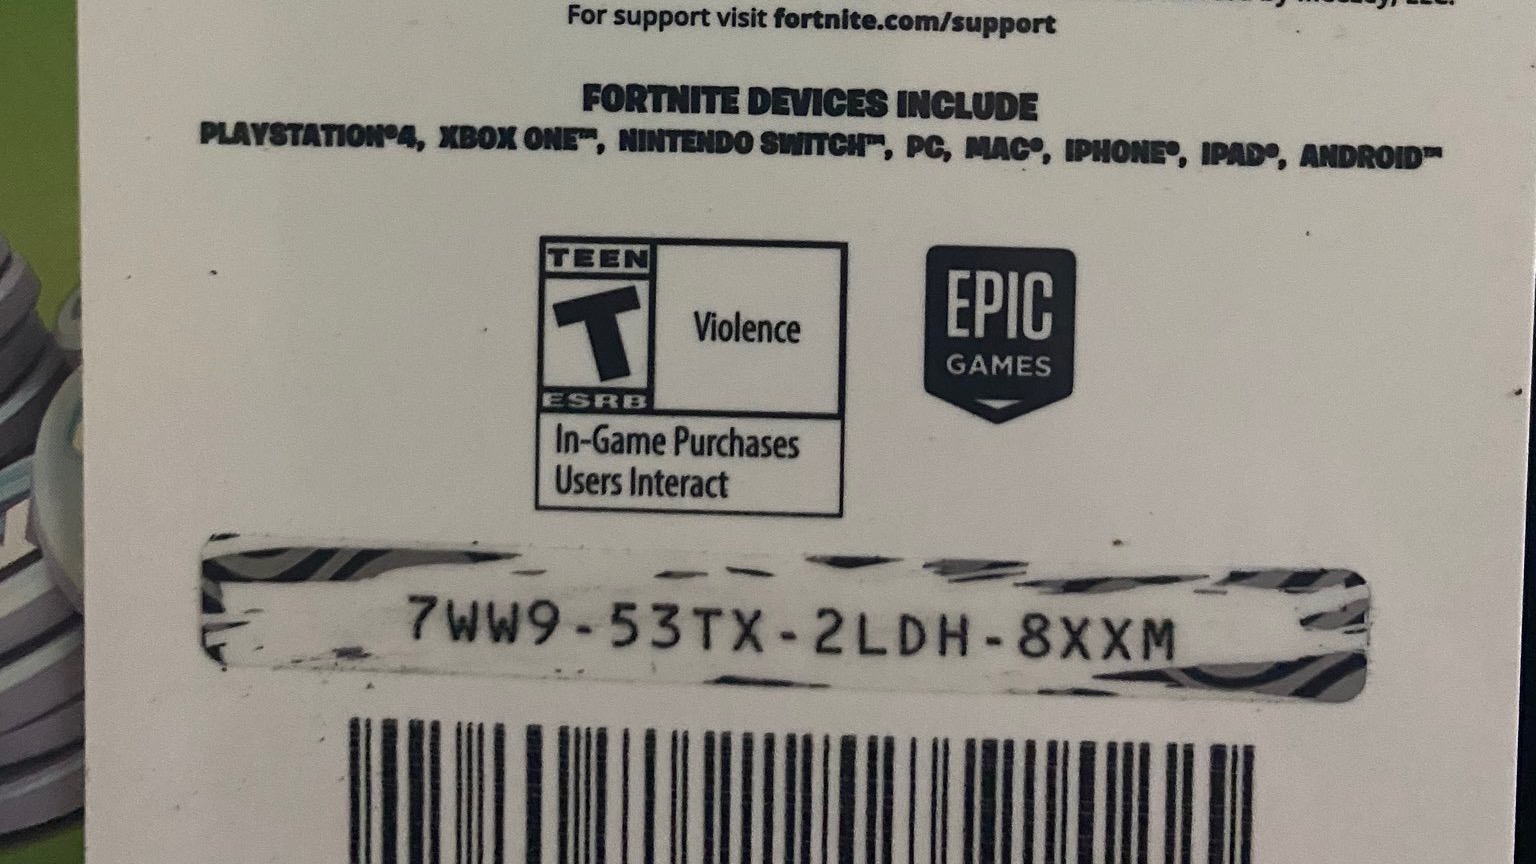 For support visit fortnite.com/support
FORTNITE DEVICES INCLUDE
PLAYSTATION®4, XBOX ONE™, NINTENDO SWITCH™, PC, MAC®, IPHONE®, IPAD®, ANDROID™
TEEN
T
ESRB
Violence
In-Game Purchases
Users Interact
EPIC
GAMES
7WW9-53TX-2LDH-8XXM